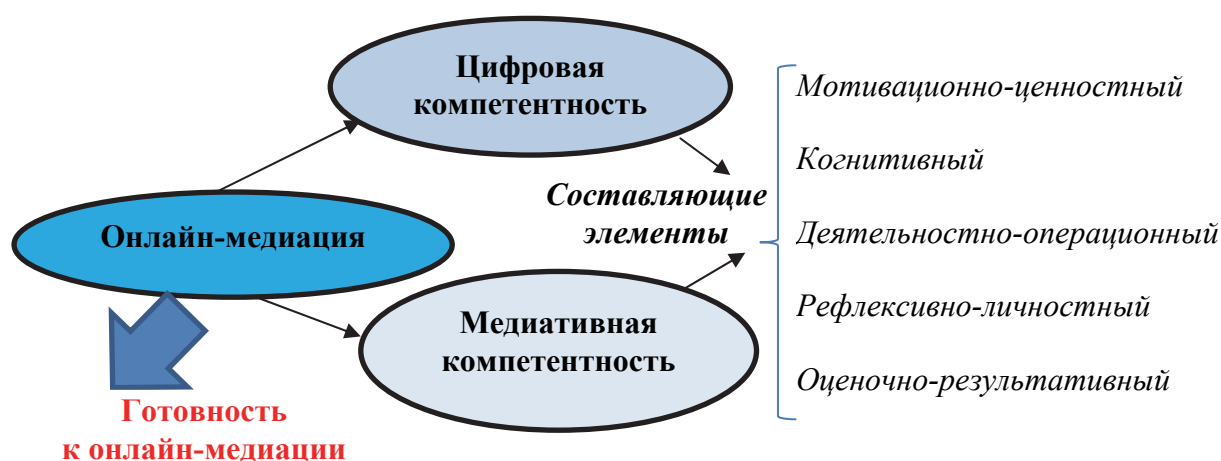 Цифровая
компетентность
Онлайн-медиация
Медиативная
компетентность
Готовность
к онлайн-медиации
Составляющие
элементы
Мотивационно-ценностный
Когнитивный
Деятельностно-операционный
Рефлексивно-личностный
Оценочно-результативный